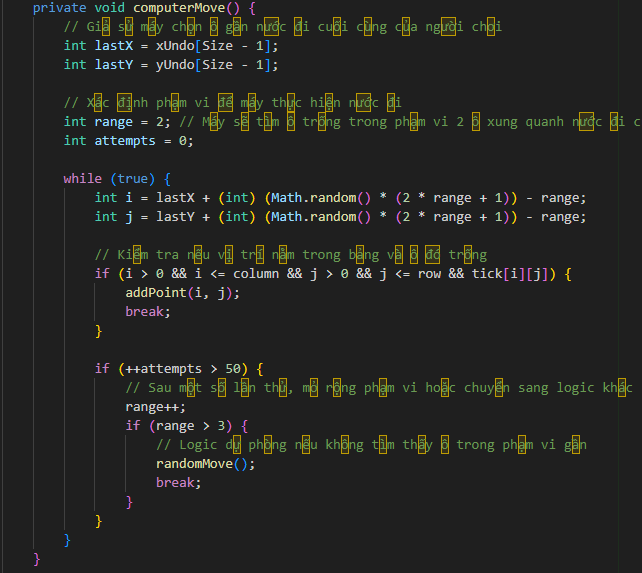 private void computerMove() {
// Giả sử máy chọn ô gần nước đi cuối cùng của người chơi
int lastX = xUndo[Size - 1];
int lastY = yUndo[Size - 1];
// Xác định phạm vi để máy thực hiện nước đi
int range = 2; // Máy sẽ tìm ô trống trong phạm vi 2 ô xung quanh nước đi c
int attempts = 0;
while (true) {
int i = lastX + (int) (Math.random() * (2 * range + 1)) - range;
int j = lastY + (int) (Math.random() * (2 * range + 1)) - range;
// Kiểm tra nếu vị trí nằm trong bảng và ô đó trống
if (i > 0 && i <= column && j > 0 && j <= row && tick[i][j]) {
addPoint(i, j);
break;
}
if (++attempts > 50) {
// Sau một số lần thử, mở rộng phạm vi hoặc chuyển sang logic khác
range++;
if (range > 3) {
// Logic dự phòng nếu không tìm thấy ô trong phạm vi gần
randomMove();
break;
}
}
}
}